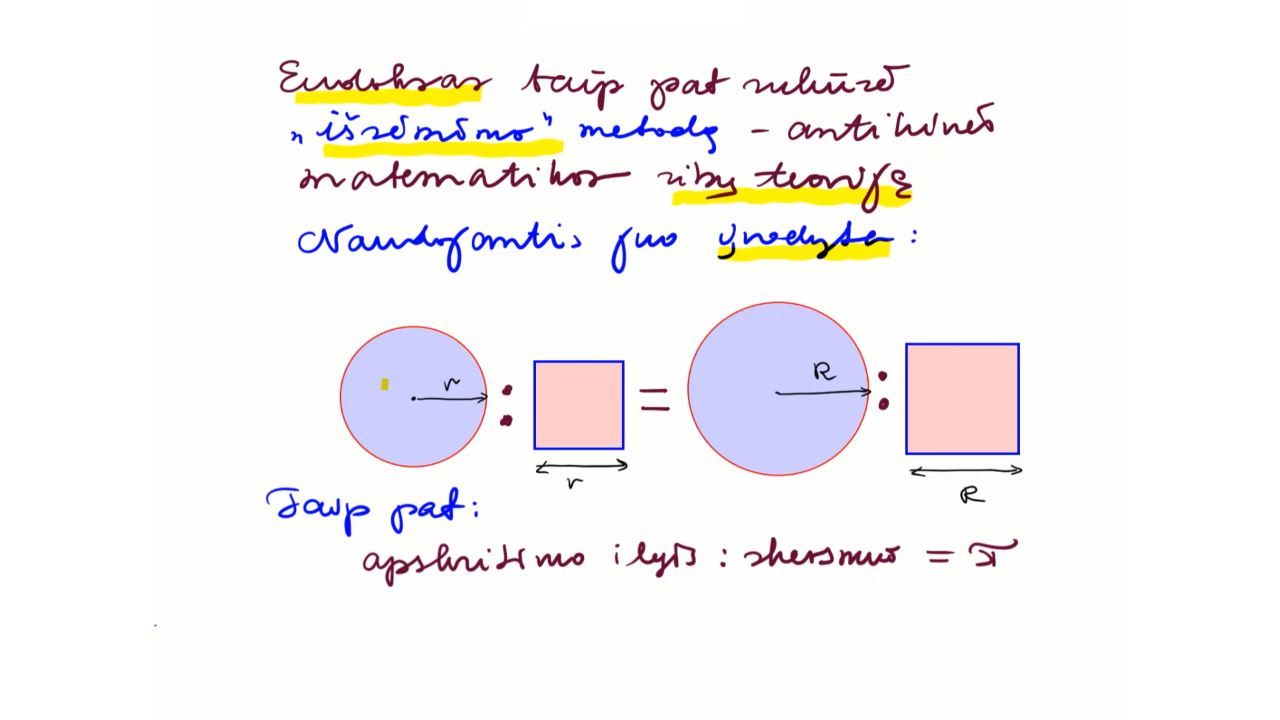 Eudoksas taip pat sukūrė
„išsėmimo" metodą - antikinės
matematikos ribų teoriją
Naudojantis juo įrodyta :
r : r = R : R
Taip pat:
apskritimo ilgis : skersmuo = π